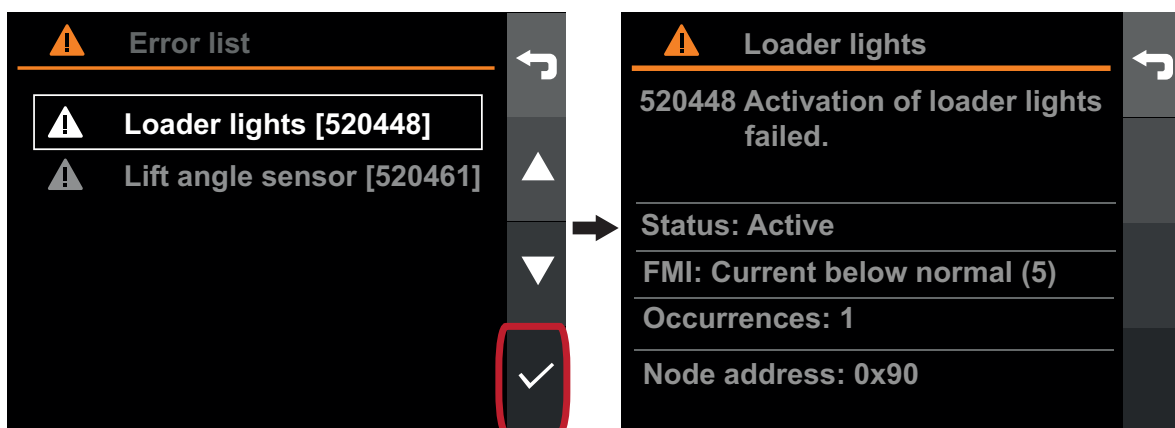 Error list
Loader lights [520448]
Lift angle sensor [520461]
Loader lights
520448 Activation of loader lights
failed.
Status: Active
FMI: Current below normal (5)
Occurrences: 1
Node address: 0x90